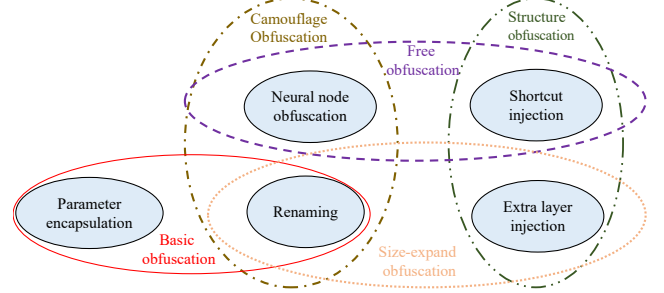 Camouflage
Obfuscation
Structure
obfuscation
Free
obfuscation
Neural node
obfuscation
Shortcut
injection
Parameter
encapsulation
Renaming
Extra layer
injection
Basic
obfuscation
Size-expand
obfuscation